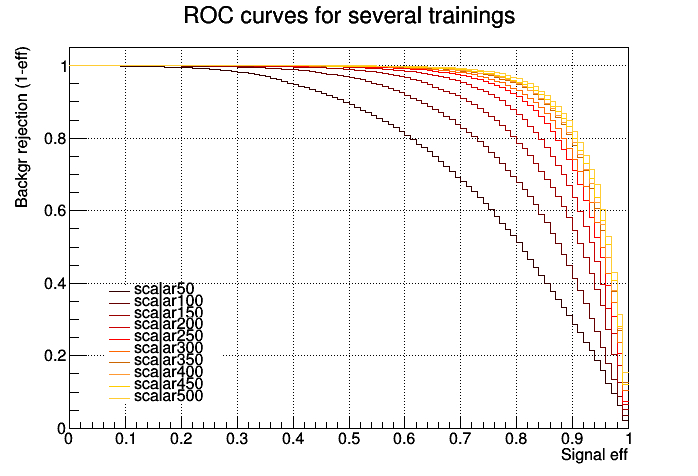 ROC curves for several trainings
Backgr rejection (1-eff)
1
0.8
0.6
0.4
0.2
0
scalar50
scalar100
scalar150
scalar200
scalar250
scalar300
scalar350
scalar400
scalar450
scalar500
0 0.1 0.2 0.3 0.4 0.5 0.6 0.7 0.8 0.9 1
Signal eff